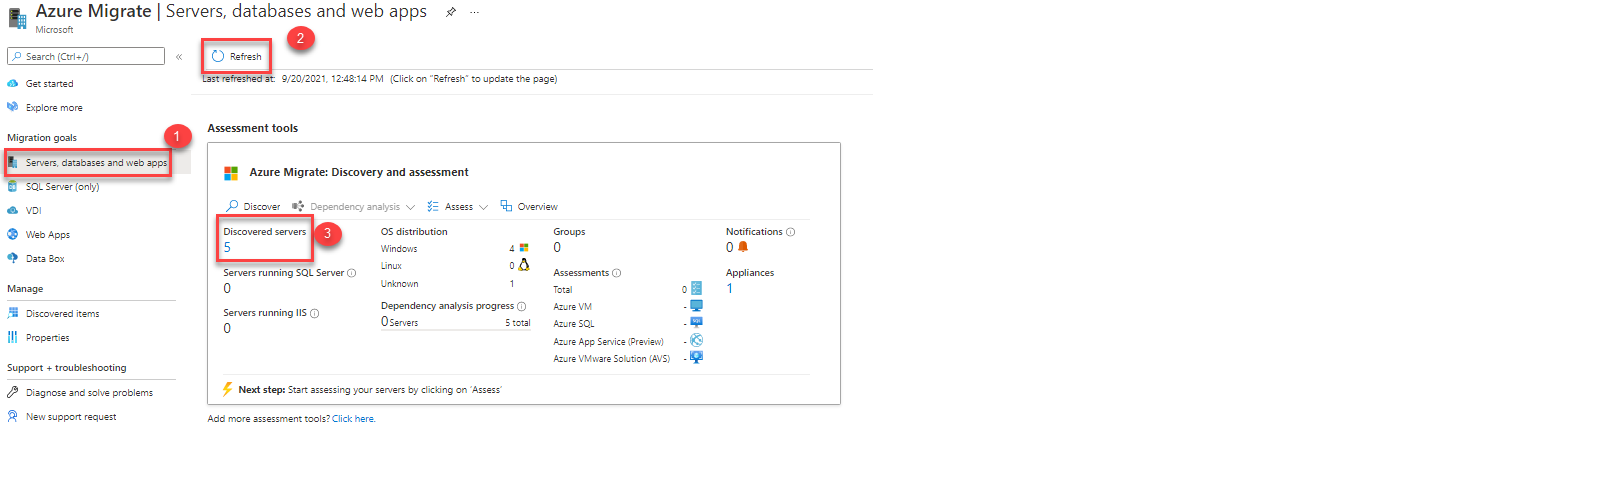 Azure Migrate | Servers, databases and web apps ...
Microsoft
Search (Ctrl+/) «
Get started
Explore more
Migration goals
1
Servers, databases and web apps
SQL Server (only)
VDI
Web Apps
Data Box
Manage
Discovered items
Properties
Support + troubleshooting
Diagnose and solve problems
New support request
2
Refresh
Last refreshed at: 9/20/2021, 12:48:14 PM (Click on "Refresh" to update the page)
Assessment tools
Azure Migrate: Discovery and assessment
Discover Dependency analysis Assess Overview
Discovered servers
5
3
Servers running SQL Server
0
Servers running IIS
0
OS distribution
Windows 4
Linux 0
Unknown 1
Dependency analysis progress
0 Servers 5 total
Groups
0
Assessments
Total 0
Azure VM -
Azure SQL -
Azure App Service (Preview) -
Azure VMware Solution (AVS) -
Notifications
0
Appliances
1
Next step: Start assessing your servers by clicking on 'Assess'
Add more assessment tools? Click here.